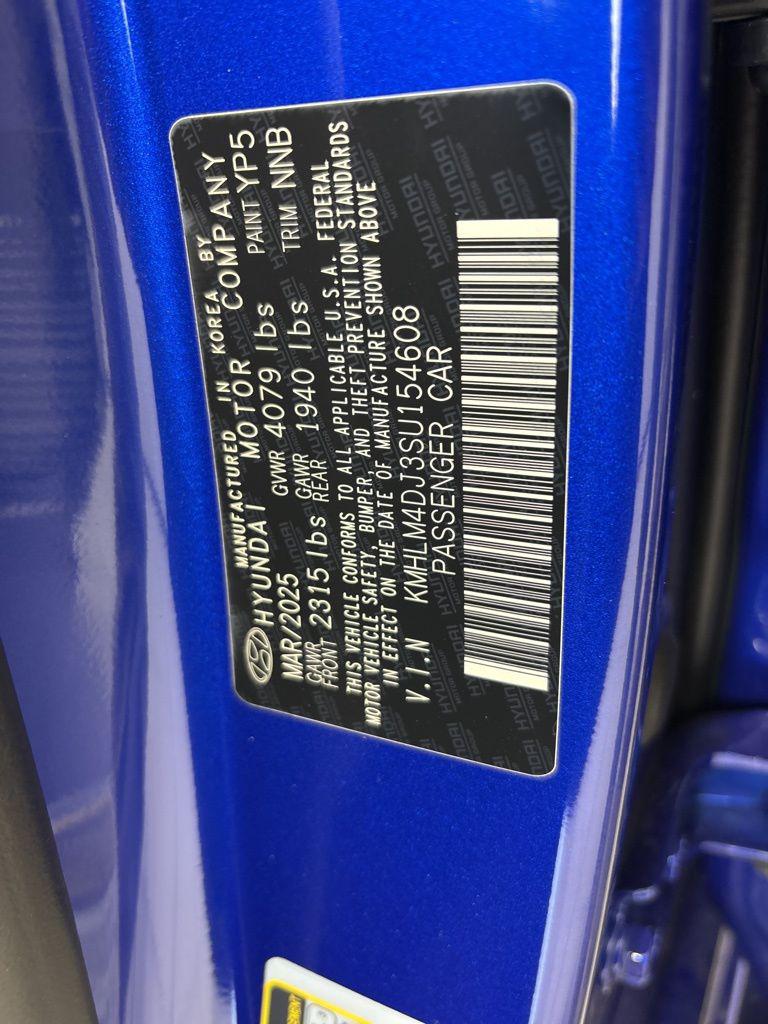 MANUFACTURED IN KOREA BY
HYUNDAI MOTOR COMPANY
MAR/2025 GVWR 4079 lbs PAINT YP5
GAWR FRONT 2315 lbs GAWR REAR 1940 lbs TRIM NNB
THIS VEHICLE CONFORMS TO ALL APPLICABLE U.S.A. FEDERAL
MOTOR VEHICLE SAFETY, BUMPER, AND THEFT PREVENTION STANDARDS
IN EFFECT ON THE DATE OF MANUFACTURE SHOWN ABOVE
V.I.N KMHLM4DJ3SU154608
PASSENGER CAR
HYUNDAI
MOTOR GROUP